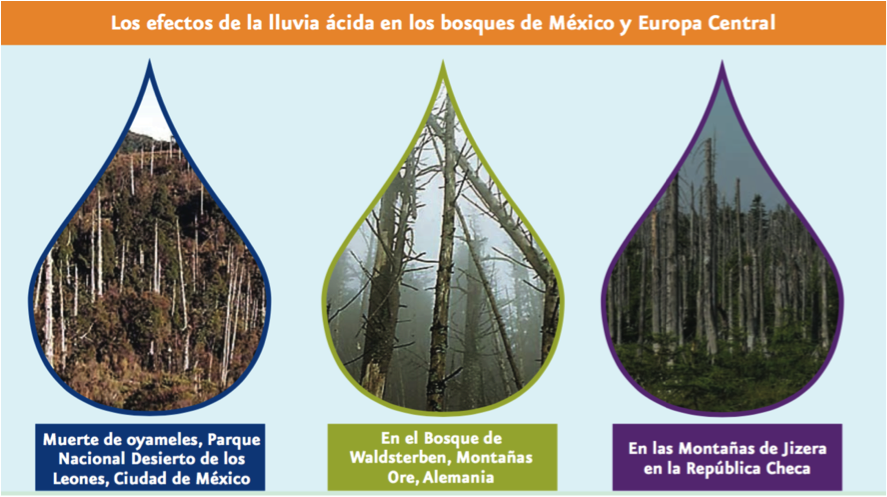 Los efectos de la lluvia ácida en los bosques de México y Europa Central
Muerte de oyameles, Parque
Nacional Desierto de los
Leones, Ciudad de México
En el Bosque de
Waldsterben, Montañas
Ore, Alemania
En las Montañas de Jizera
en la República Checa